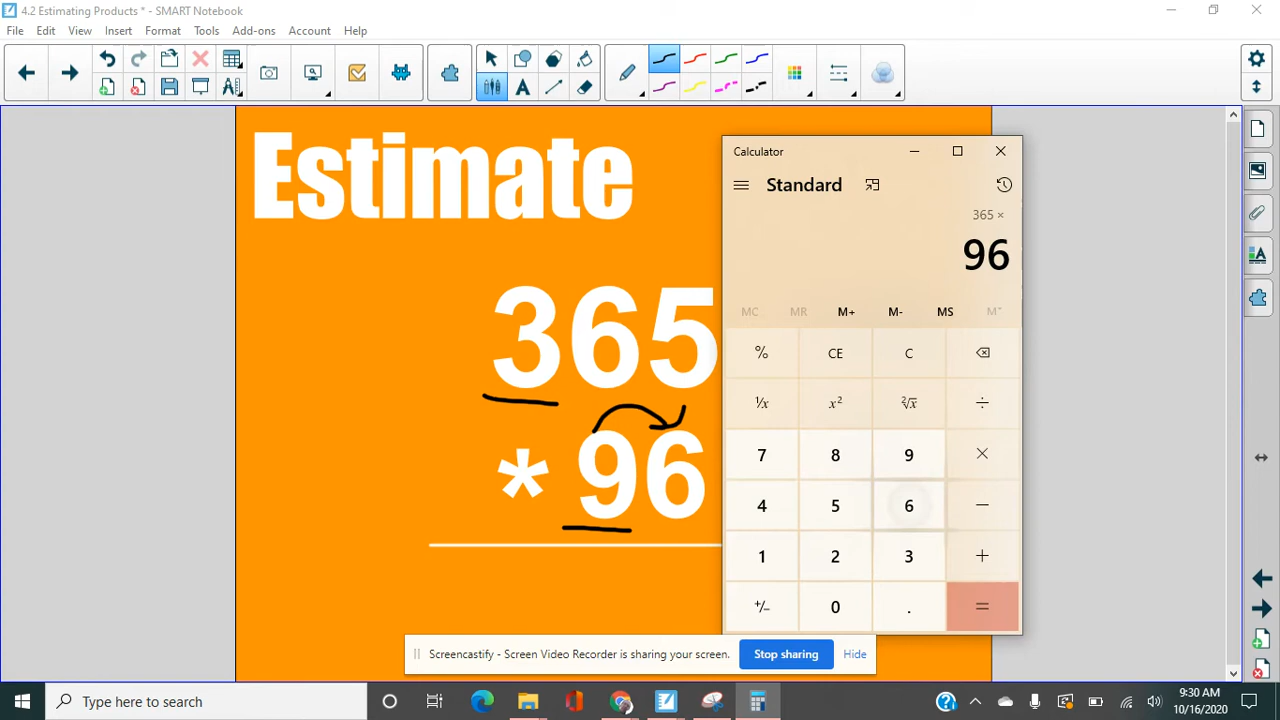 4.2 Estimating Products * - SMART Notebook
File Edit View Insert Format Tools Add-ons Account Help
Estimate
365
* 96
Calculator
Standard
365 ×
96
MC MR M+ M- MS M˅
% CE C
¹/x x² ²√x ÷
7 8 9 ×
4 5 6 −
1 2 3 +
+/− 0 . =
Screencastify - Screen Video Recorder is sharing your screen. Stop sharing Hide
Type here to search
9:30 AM
10/16/2020